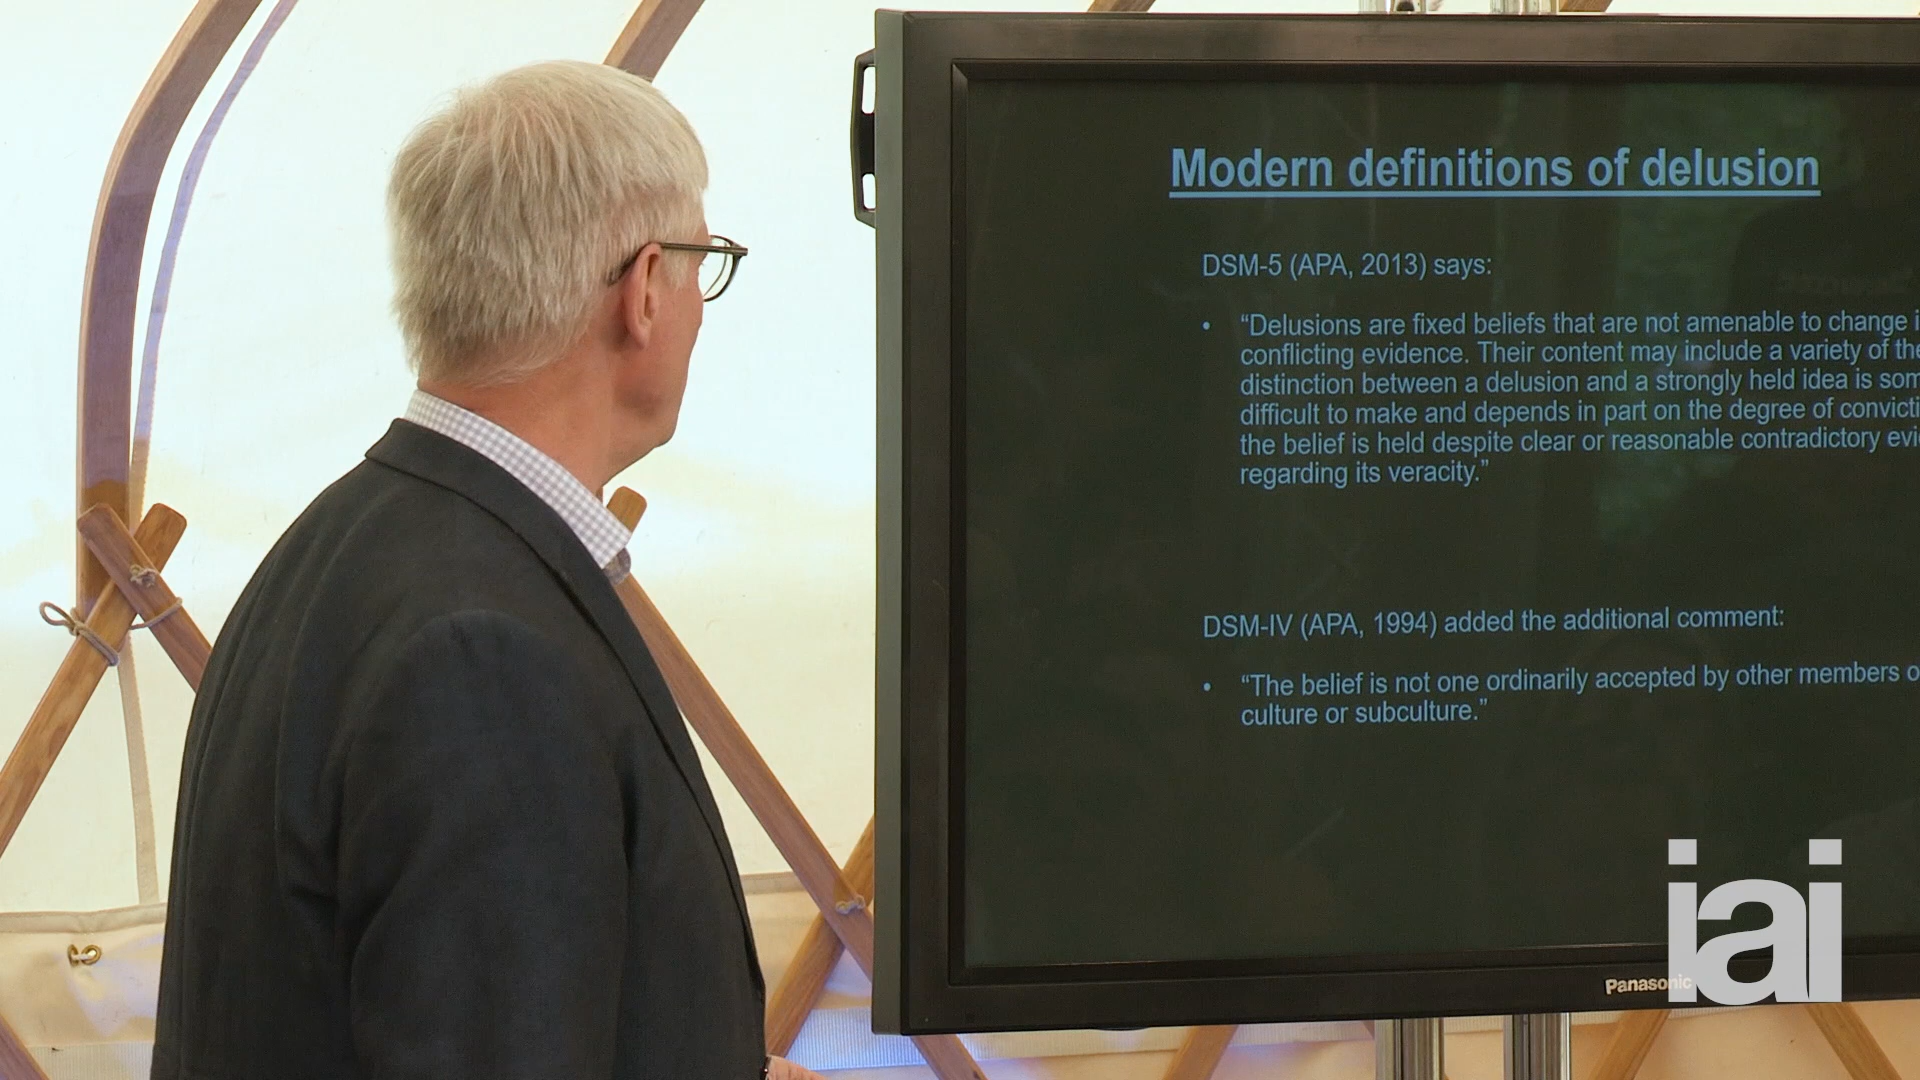 Modern definitions of delusion
DSM-5 (APA, 2013) says:
• “Delusions are fixed beliefs that are not amenable to change
conflicting evidence. Their content may include a variety of
distinction between a delusion and a strongly held idea is
difficult to make and depends in part on the degree of
the belief is held despite clear or reasonable contradictory
regarding its veracity.”
DSM-IV (APA, 1994) added the additional comment:
• “The belief is not one ordinarily accepted by other members
culture or subculture.”
Panasonic
iai